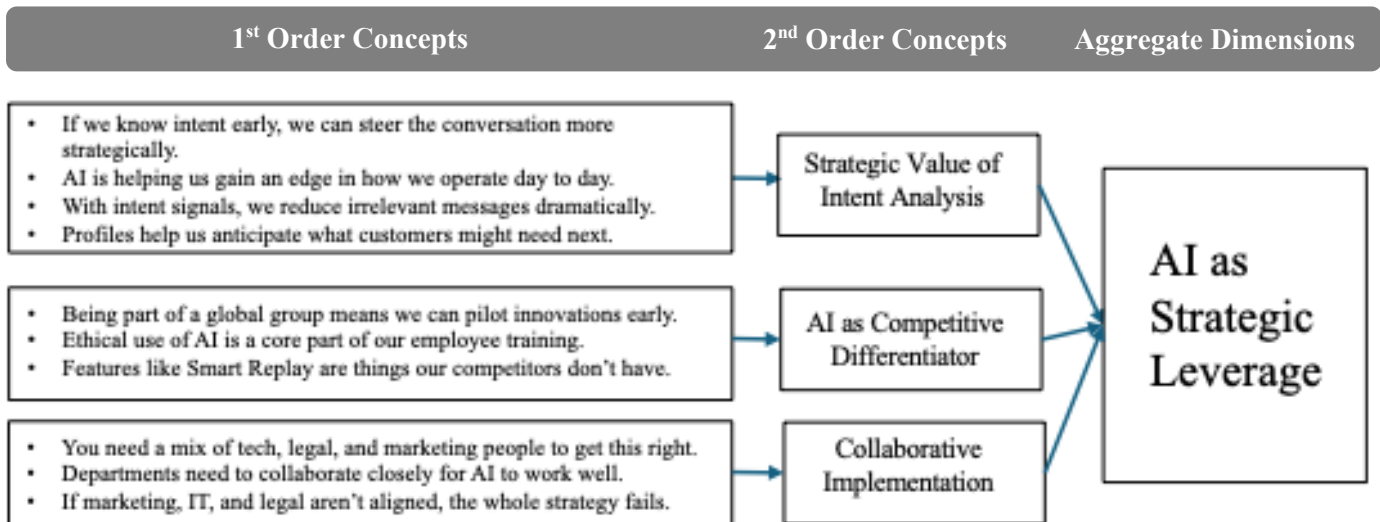 1st Order Concepts
2nd Order Concepts
Aggregate Dimensions
• If we know intent early, we can steer the conversation more
strategically.
• AI is helping us gain an edge in how we operate day to day.
• With intent signals, we reduce irrelevant messages dramatically.
• Profiles help us anticipate what customers might need next.
Strategic Value of
Intent Analysis
• Being part of a global group means we can pilot innovations early.
• Ethical use of AI is a core part of our employee training.
• Features like Smart Replay are things our competitors don’t have.
AI as Competitive
Differentiator
• You need a mix of tech, legal, and marketing people to get this right.
• Departments need to collaborate closely for AI to work well.
• If marketing, IT, and legal aren’t aligned, the whole strategy fails.
Collaborative
Implementation
AI as
Strategic
Leverage